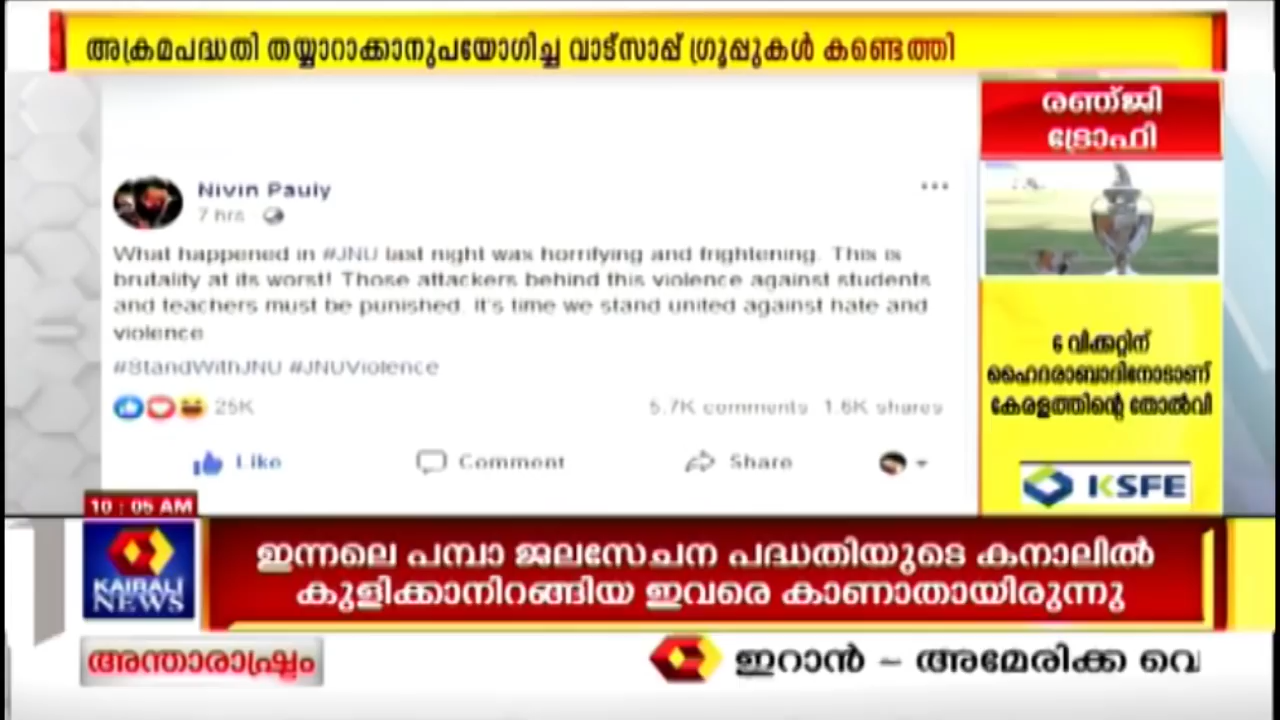 അക്രമപദ്ധതി തയ്യാറാക്കാനുപയോഗിച്ച വാട്സാപ്പ് ഗ്രൂപ്പുകൾ കണ്ടെത്തി
രഞ്ജി
ട്രോഫി
Nivin Pauly
7 hrs
What happened in #JNU last night was horrifying and frightening. This is
brutality at its worst! Those attackers behind this violence against students
and teachers must be punished. It's time we stand united against hate and
violence
#StandWithJNU #JNUViolence
25K
5.7K comments 1.6K shares
Like Comment Share
6 വിക്കറ്റിന്
ഹൈദരാബാദിനോടാണ്
കേരളത്തിന്റെ തോൽവി
KSFE
10 : 05 AM
KAIRALI
NEWS
ഇന്നലെ പമ്പാ ജലസേചന പദ്ധതിയുടെ കനാലിൽ
കുളിക്കാനിറങ്ങിയ ഇവരെ കാണാതായിരുന്നു
അന്താരാഷ്ട്രം
ഇറാൻ – അമേരിക്ക